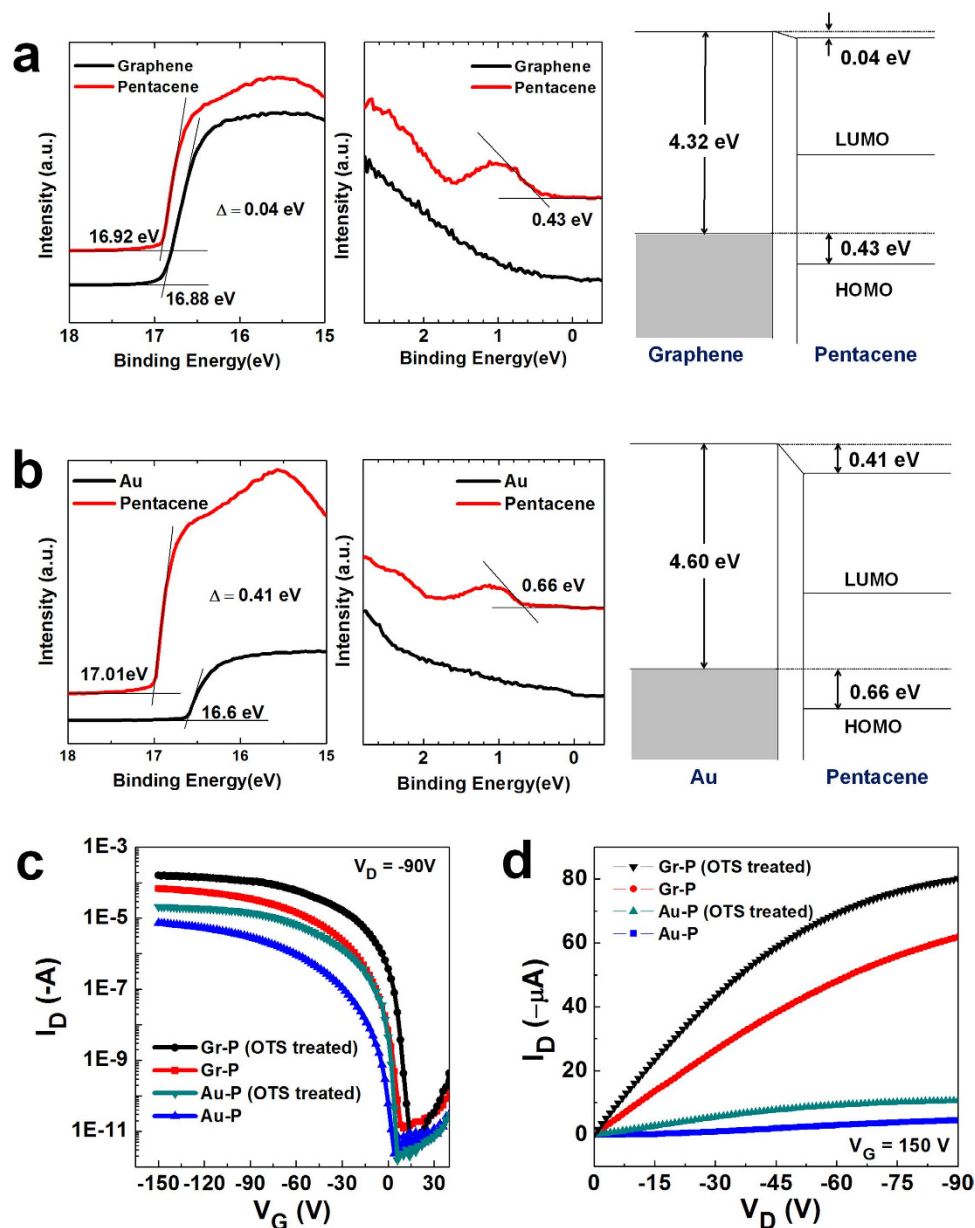 a
Graphene
Pentacene
Δ = 0.04 eV
16.92 eV
16.88 eV
Intensity (a.u.)
18 17 16 15
Binding Energy(eV)
Graphene
Pentacene
0.43 eV
Intensity (a.u.)
2 1 0
Binding Energy(eV)
0.04 eV
4.32 eV
LUMO
0.43 eV
HOMO
Graphene Pentacene
b
Au
Pentacene
Δ = 0.41 eV
17.01eV
16.6 eV
Intensity (a.u.)
18 17 16 15
Binding Energy(eV)
Au
Pentacene
0.66 eV
Intensity (a.u.)
2 1 0
Binding Energy(eV)
0.41 eV
4.60 eV
LUMO
0.66 eV
HOMO
Au Pentacene
c
1E-3
1E-5
1E-7
1E-9
1E-11
I_D (-A)
V_D = -90V
Gr-P (OTS treated)
Gr-P
Au-P (OTS treated)
Au-P
-150 -120 -90 -60 -30 0 30
V_G (V)
d
80
60
40
20
0
I_D (-μA)
Gr-P (OTS treated)
Gr-P
Au-P (OTS treated)
Au-P
V_G = 150 V
0 -15 -30 -45 -60 -75 -90
V_D (V)